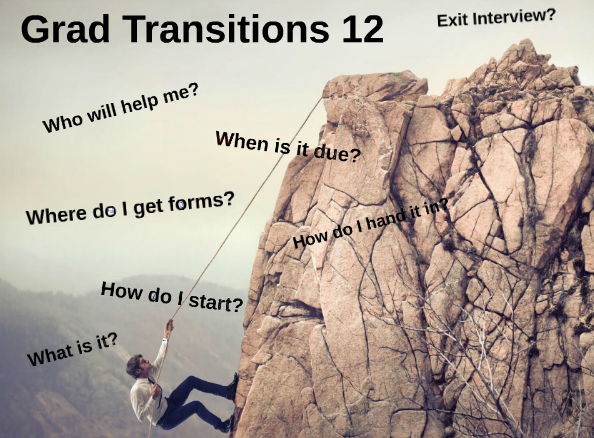 Grad Transitions 12
Exit Interview?
Who will help me?
When is it due?
Where do I get forms?
How do I hand it in?
How do I start?
What is it?